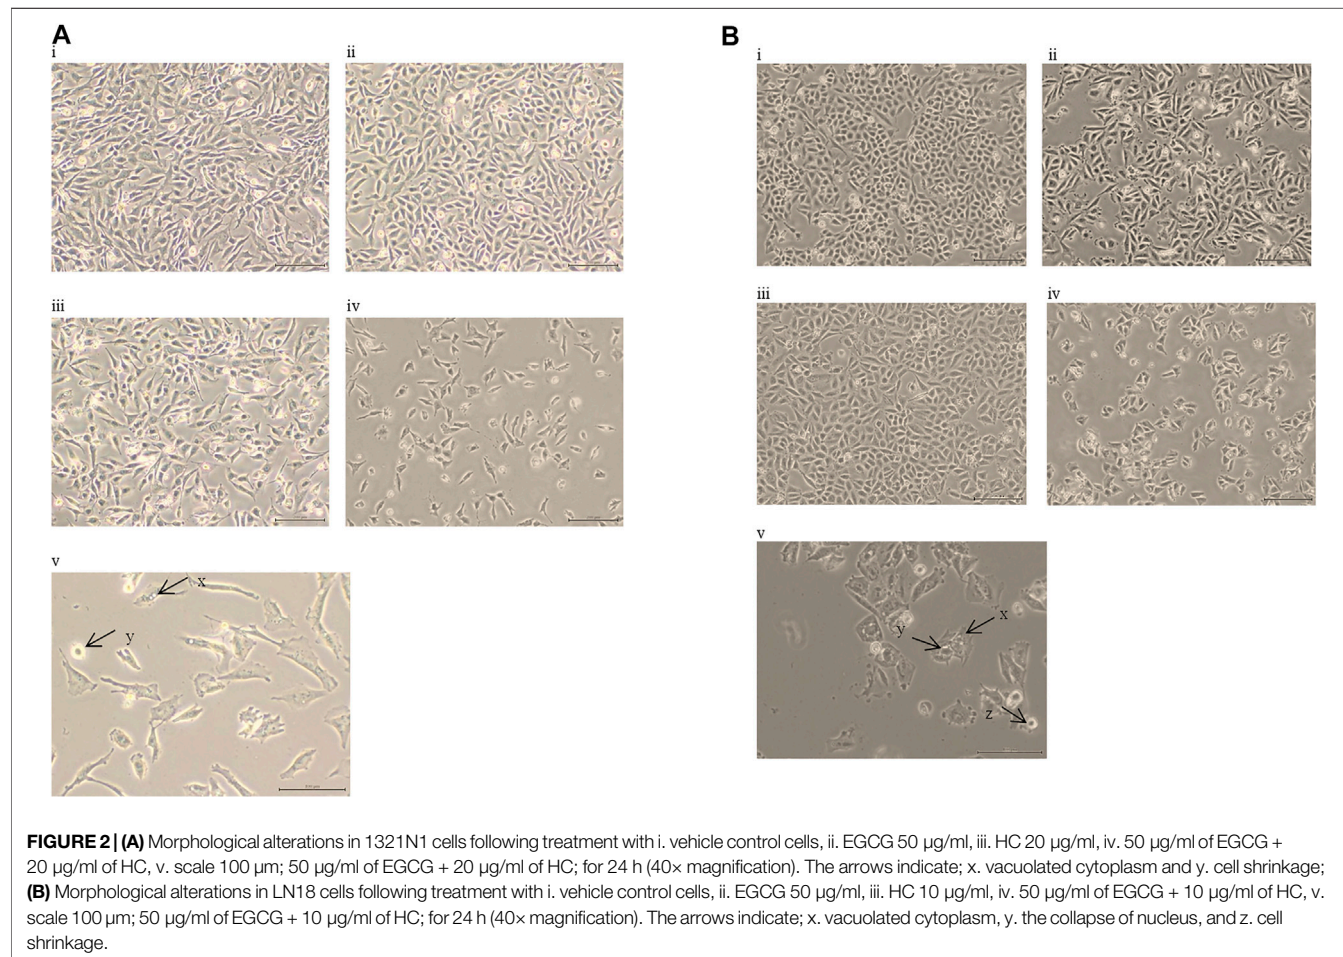 A
B
i
ii
i
ii
iii
iv
iii
iv
v
x
y
v
x
y
z
FIGURE 2 | (A) Morphological alterations in 1321N1 cells following treatment with i. vehicle control cells, ii. EGCG 50 μg/ml, iii. HC 20 μg/ml, iv. 50 μg/ml of EGCG +
20 μg/ml of HC, v. scale 100 μm; 50 μg/ml of EGCG + 20 μg/ml of HC; for 24 h (40× magnification). The arrows indicate; x. vacuolated cytoplasm and y. cell shrinkage;
(B) Morphological alterations in LN18 cells following treatment with i. vehicle control cells, ii. EGCG 50 μg/ml, iii. HC 10 μg/ml, iv. 50 μg/ml of EGCG + 10 μg/ml of HC, v.
scale 100 μm; 50 μg/ml of EGCG + 10 μg/ml of HC; for 24 h (40× magnification). The arrows indicate; x. vacuolated cytoplasm, y. the collapse of nucleus, and z. cell
shrinkage.